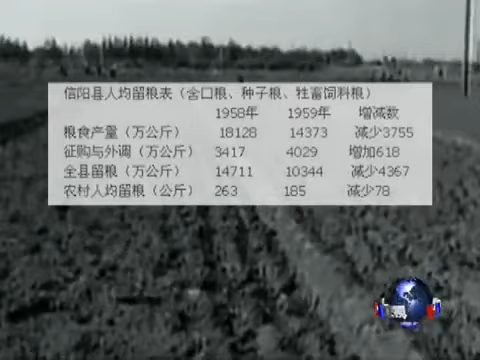 信阳县人均留粮表（含口粮、种子粮、牲畜饲料粮）
1958年 1959年 增减数
粮食产量（万公斤） 18128 14373 减少3755
征购与外调（万公斤） 3417 4029 增加618
全县留粮（万公斤） 14711 10344 减少4367
农村人均留粮（公斤） 263 185 减少78